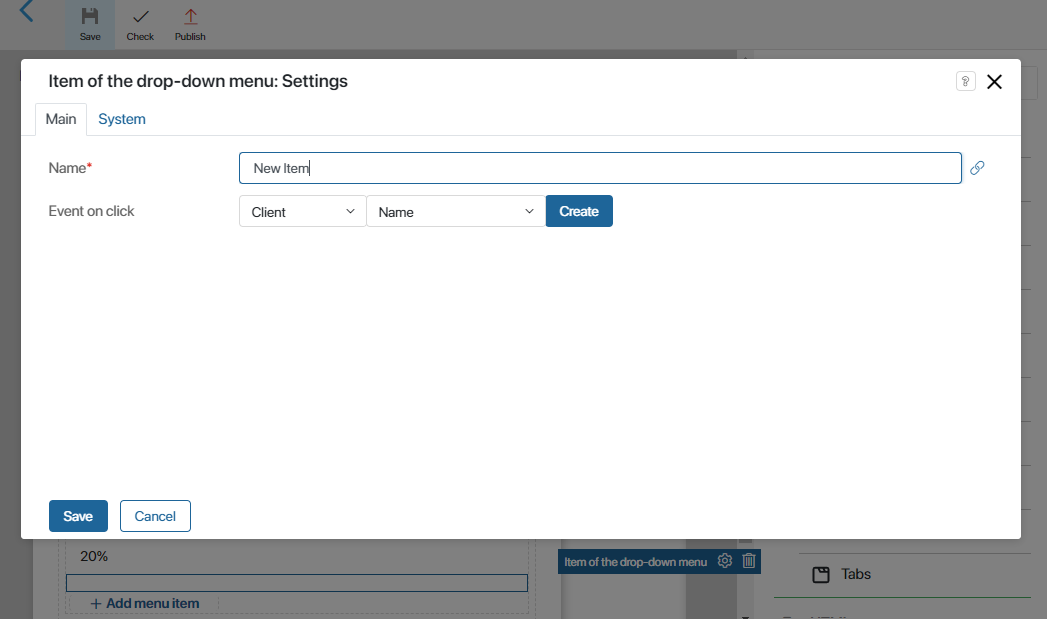 Save Check Publish
Item of the drop-down menu: Settings
?
Main System
Name*
New Item
Event on click
Client Name Create
Save Cancel
20%
Item of the drop-down menu
Tabs
+ Add menu item